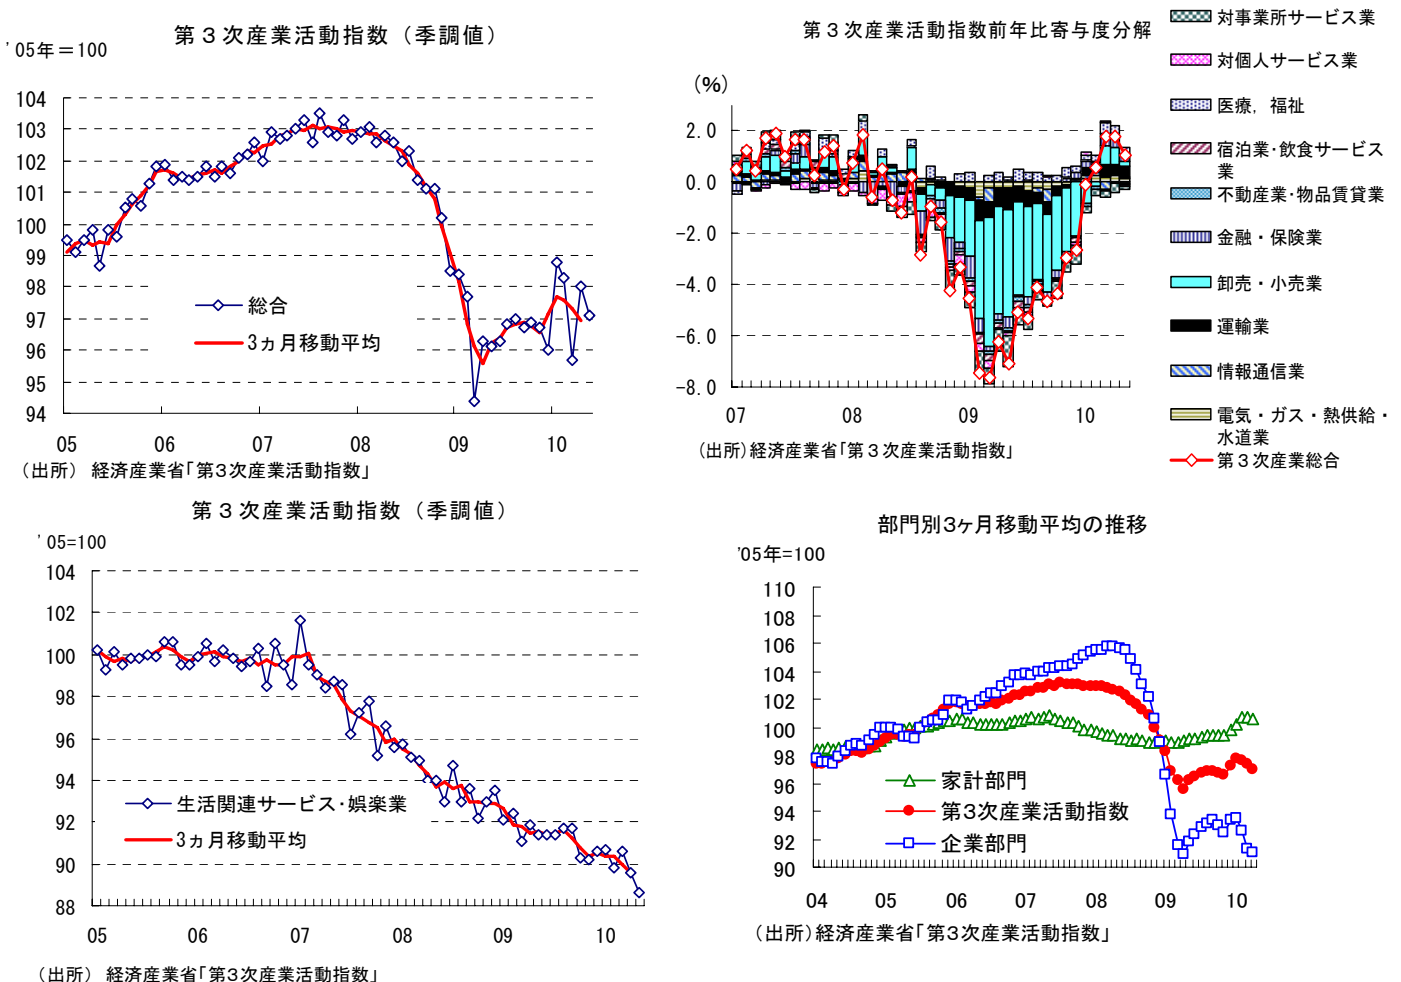 第３次産業活動指数（季調値）
'05年＝100
104
103
102
101
100
99
98
97
96
95
94
総合
3ヵ月移動平均
05
06
07
08
09
10
（出所） 経済産業省「第3次産業活動指数」
第３次産業活動指数前年比寄与度分解
(%)
2.0
0.0
-2.0
-4.0
-6.0
-8.0
07
08
09
10
（出所）経済産業省「第３次産業活動指数」
対事業所サービス業
対個人サービス業
医療，福祉
宿泊業･飲食サービス
業
不動産業･物品賃貸業
金融・保険業
卸売・小売業
運輸業
情報通信業
電気・ガス・熱供給・
水道業
第３次産業総合
第３次産業活動指数（季調値）
'05=100
104
102
100
98
96
94
92
90
88
生活関連サービス･娯楽業
3ヵ月移動平均
05
06
07
08
09
10
（出所） 経済産業省「第3次産業活動指数」
部門別3ヶ月移動平均の推移
'05年=100
110
108
106
104
102
100
98
96
94
92
90
家計部門
第3次産業活動指数
企業部門
04
05
06
07
08
09
10
（出所）経済産業省「第3次産業活動指数」